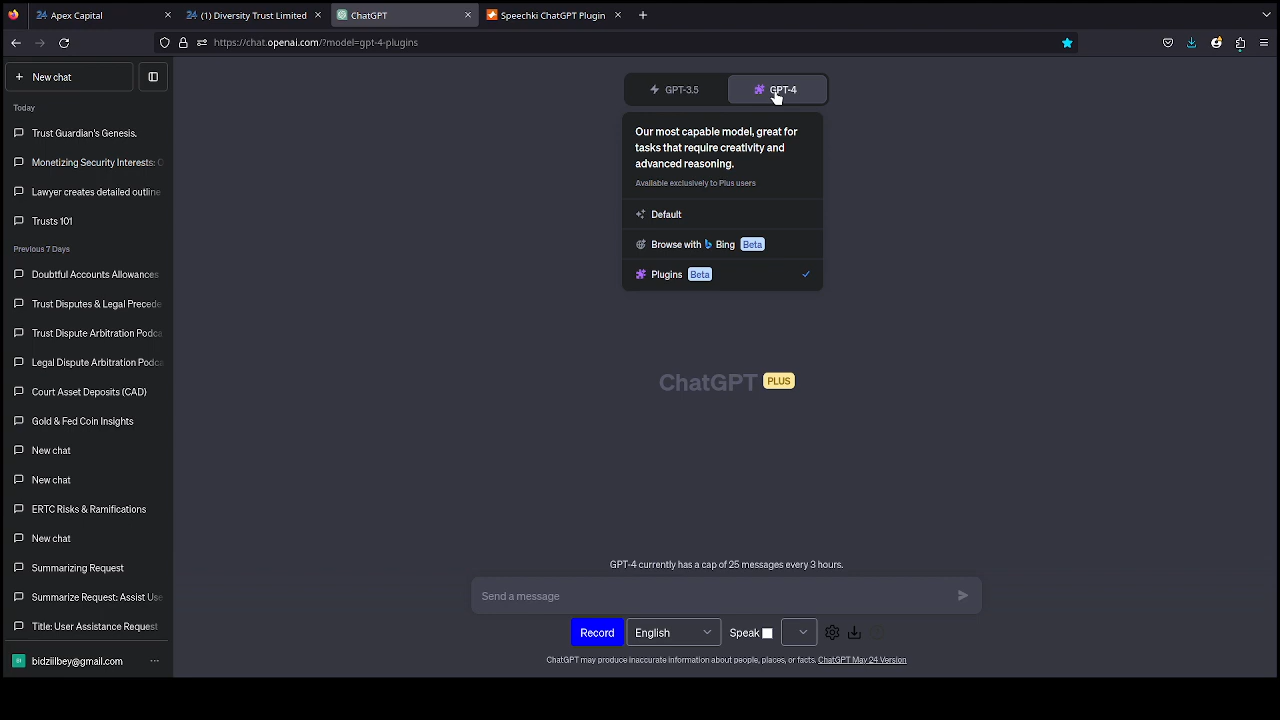 Apex Capital
(1) Diversity Trust Limited
ChatGPT
Speechki ChatGPT Plugin
https://chat.openai.com/?model=gpt-4-plugins
New chat
GPT-3.5
GPT-4
Today
Trust Guardian's Genesis.
Monetizing Security Interests: C
Lawyer creates detailed outline
Trusts 101
Previous 7 Days
Doubtful Accounts Allowances
Trust Disputes & Legal Precede
Trust Dispute Arbitration Podca
Legal Dispute Arbitration Podca
Court Asset Deposits (CAD)
Gold & Fed Coin Insights
New chat
New chat
ERTC Risks & Ramifications
New chat
Summarizing Request
Summarize Request: Assist Use
Title: User Assistance Request
bidzillbey@gmail.com
Our most capable model, great for
tasks that require creativity and
advanced reasoning.
Available exclusively to Plus users
Default
Browse with Bing Beta
Plugins Beta
ChatGPT PLUS
GPT-4 currently has a cap of 25 messages every 3 hours.
Send a message
Record English Speak
ChatGPT may produce inaccurate information about people, places, or facts. ChatGPT May 24 Version